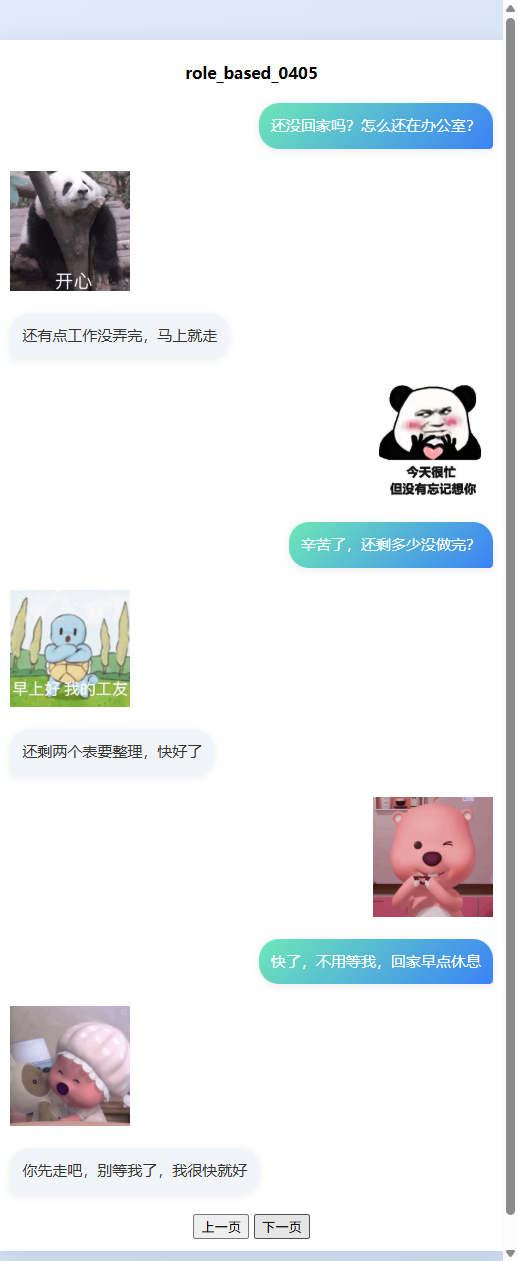 role_based_0405
还没回家吗？怎么还在办公室？
开心
还有点工作没弄完，马上就走
今天很忙
但没有忘记想你
辛苦了，还剩多少没做完？
早上好 我的工友
还剩两个表要整理，快好了
快了，不用等我，回家早点休息
你先走吧，别等我了，我很快就好
上一页 下一页